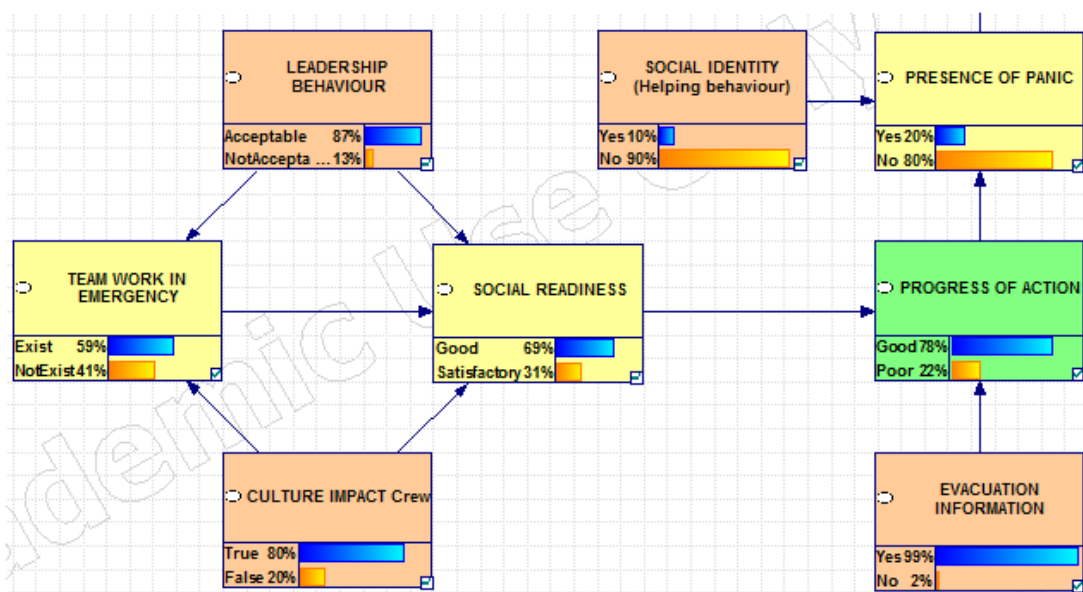 LEADERSHIP
BEHAVIOUR
Acceptable 87%
NotAccepta ... 13%
SOCIAL IDENTITY
(Helping behaviour)
Yes 10%
No 90%
PRESENCE OF PANIC
Yes 20%
No 80%
TEAM WORK IN
EMERGENCY
Exist 59%
NotExist 41%
SOCIAL READINESS
Good 69%
Satisfactory 31%
PROGRESS OF ACTION
Good 78%
Poor 22%
CULTURE IMPACT Crew
True 80%
False 20%
EVACUATION
INFORMATION
Yes 99%
No 2%
ademic Use